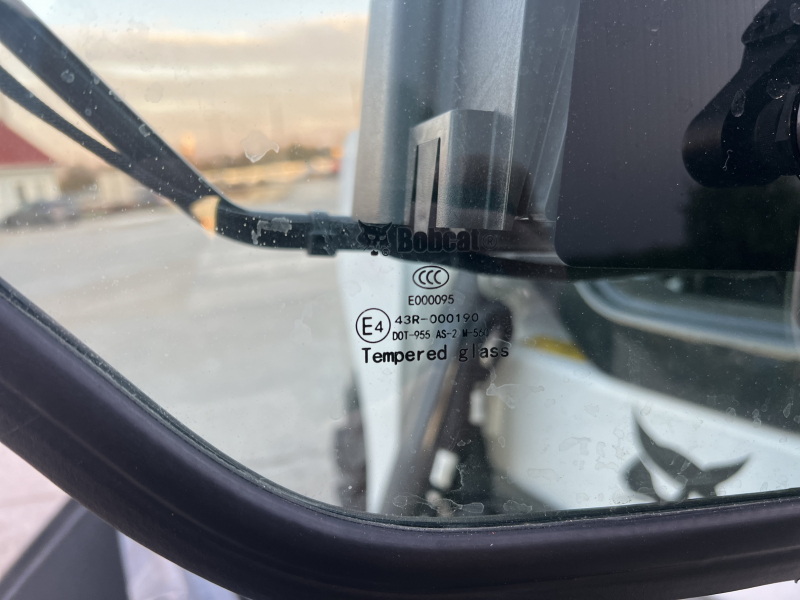 Bobcat
CCC
E000095
E4 43R-000190
DOT-955 AS-2 M-561
Tempered glass